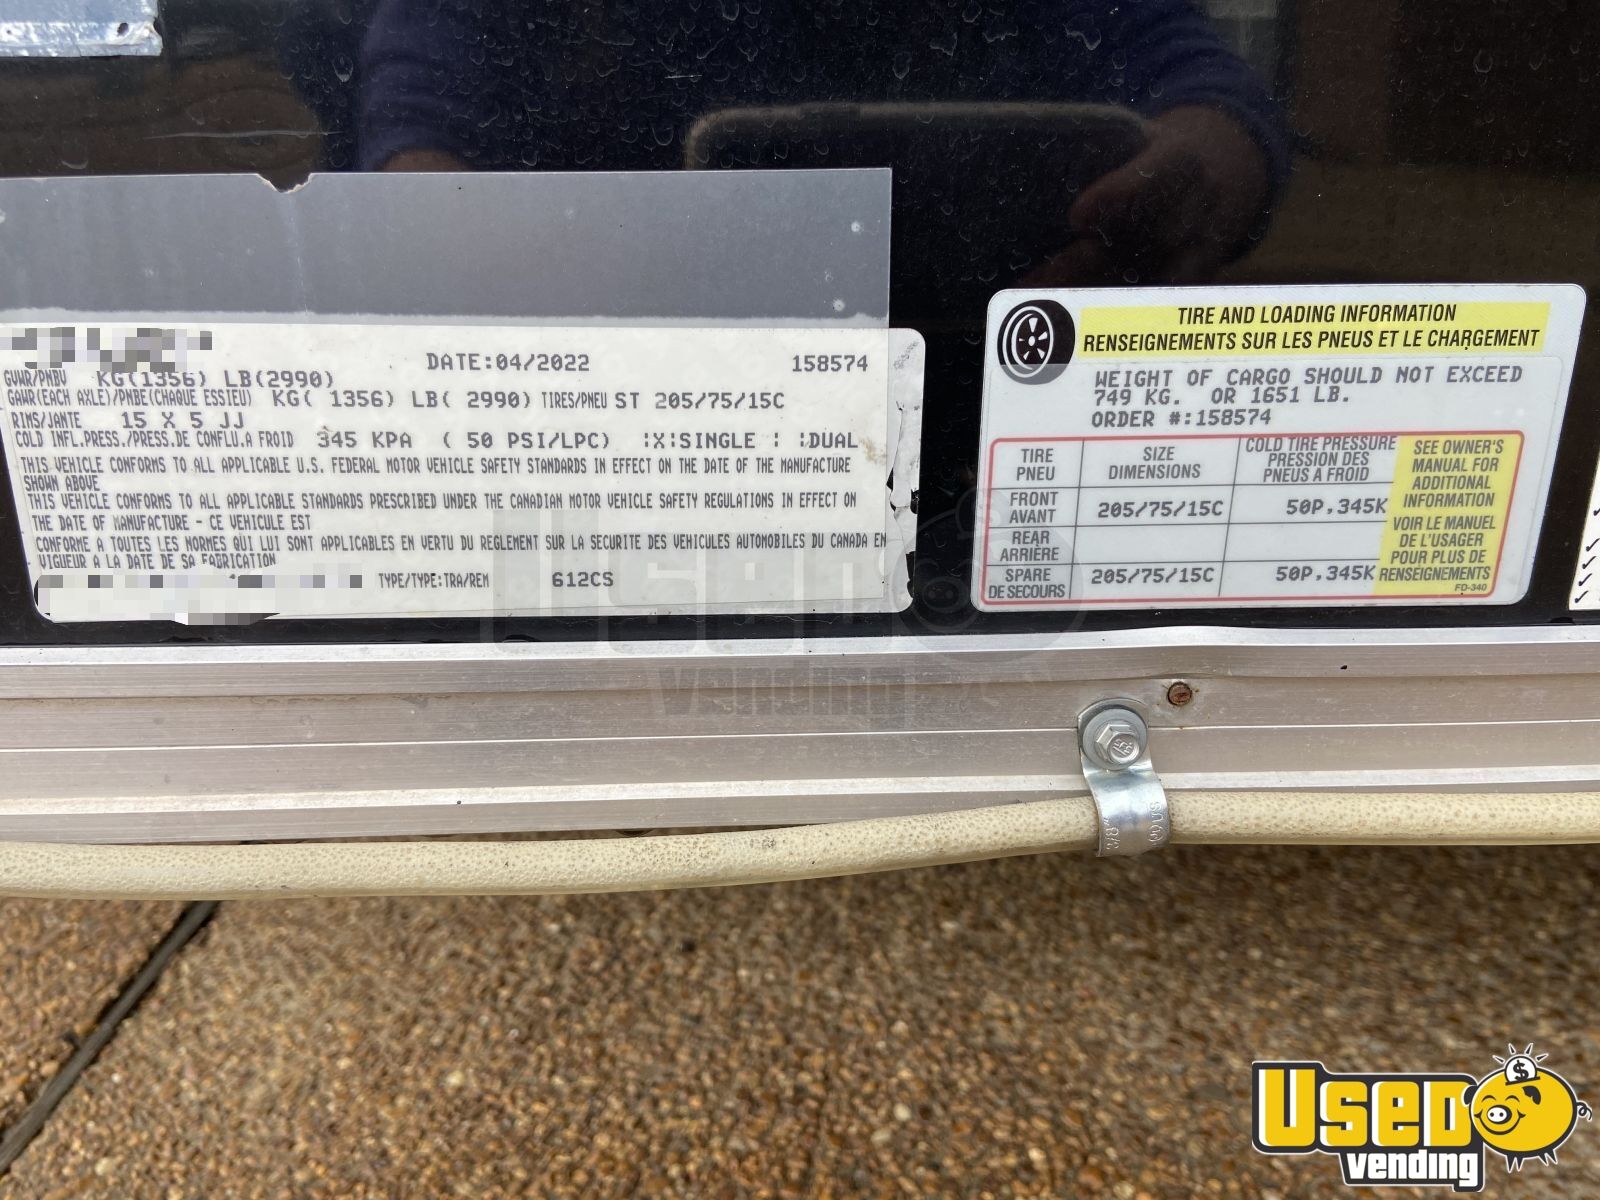 DATE:04/2022 158574
GVWR/PNBV KG(1356) LB(2990)
GAWR(EACH AXLE)/PNBE(CHAQUE ESSIEU) KG( 1356) LB( 2990) TIRES/PNEU ST 205/75/15C
RIMS/JANTE 15 X 5 JJ
COLD INFL.PRESS./PRESS.DE CONFLU.A FROID 345 KPA ( 50 PSI/LPC) :X:SINGLE : :DUAL
THIS VEHICLE CONFORMS TO ALL APPLICABLE U.S. FEDERAL MOTOR VEHICLE SAFETY STANDARDS IN EFFECT ON THE DATE OF THE MANUFACTURE
SHOWN ABOVE
THIS VEHICLE CONFORMS TO ALL APPLICABLE STANDARDS PRESCRIBED UNDER THE CANADIAN MOTOR VEHICLE SAFETY REGULATIONS IN EFFECT ON
THE DATE OF MANUFACTURE - CE VEHICULE EST
CONFORME A TOUTES LES NORMES QUI LUI SONT APPLICABLES EN VERTU DU REGLEMENT SUR LA SECURITE DES VEHICULES AUTOMOBILES DU CANADA EN
VIGUEUR A LA DATE DE SA FABRICATION
TYPE/TYPE:TRA/REM 612CS
TIRE AND LOADING INFORMATION
RENSEIGNEMENTS SUR LES PNEUS ET LE CHARGEMENT
WEIGHT OF CARGO SHOULD NOT EXCEED
749 KG. OR 1651 LB.
ORDER #:158574
TIRE
PNEU
SIZE
DIMENSIONS
COLD TIRE PRESSURE
PRESSION DES
PNEUS A FROID
FRONT
AVANT
205/75/15C
50P,345K
REAR
ARRIÈRE
SPARE
DE SECOURS
205/75/15C
50P,345K
SEE OWNER'S
MANUAL FOR
ADDITIONAL
INFORMATION
VOIR LE MANUEL
DE L'USAGER
POUR PLUS DE
RENSEIGNEMENTS
FD-340
3/8"
USED
vending
USED
vending